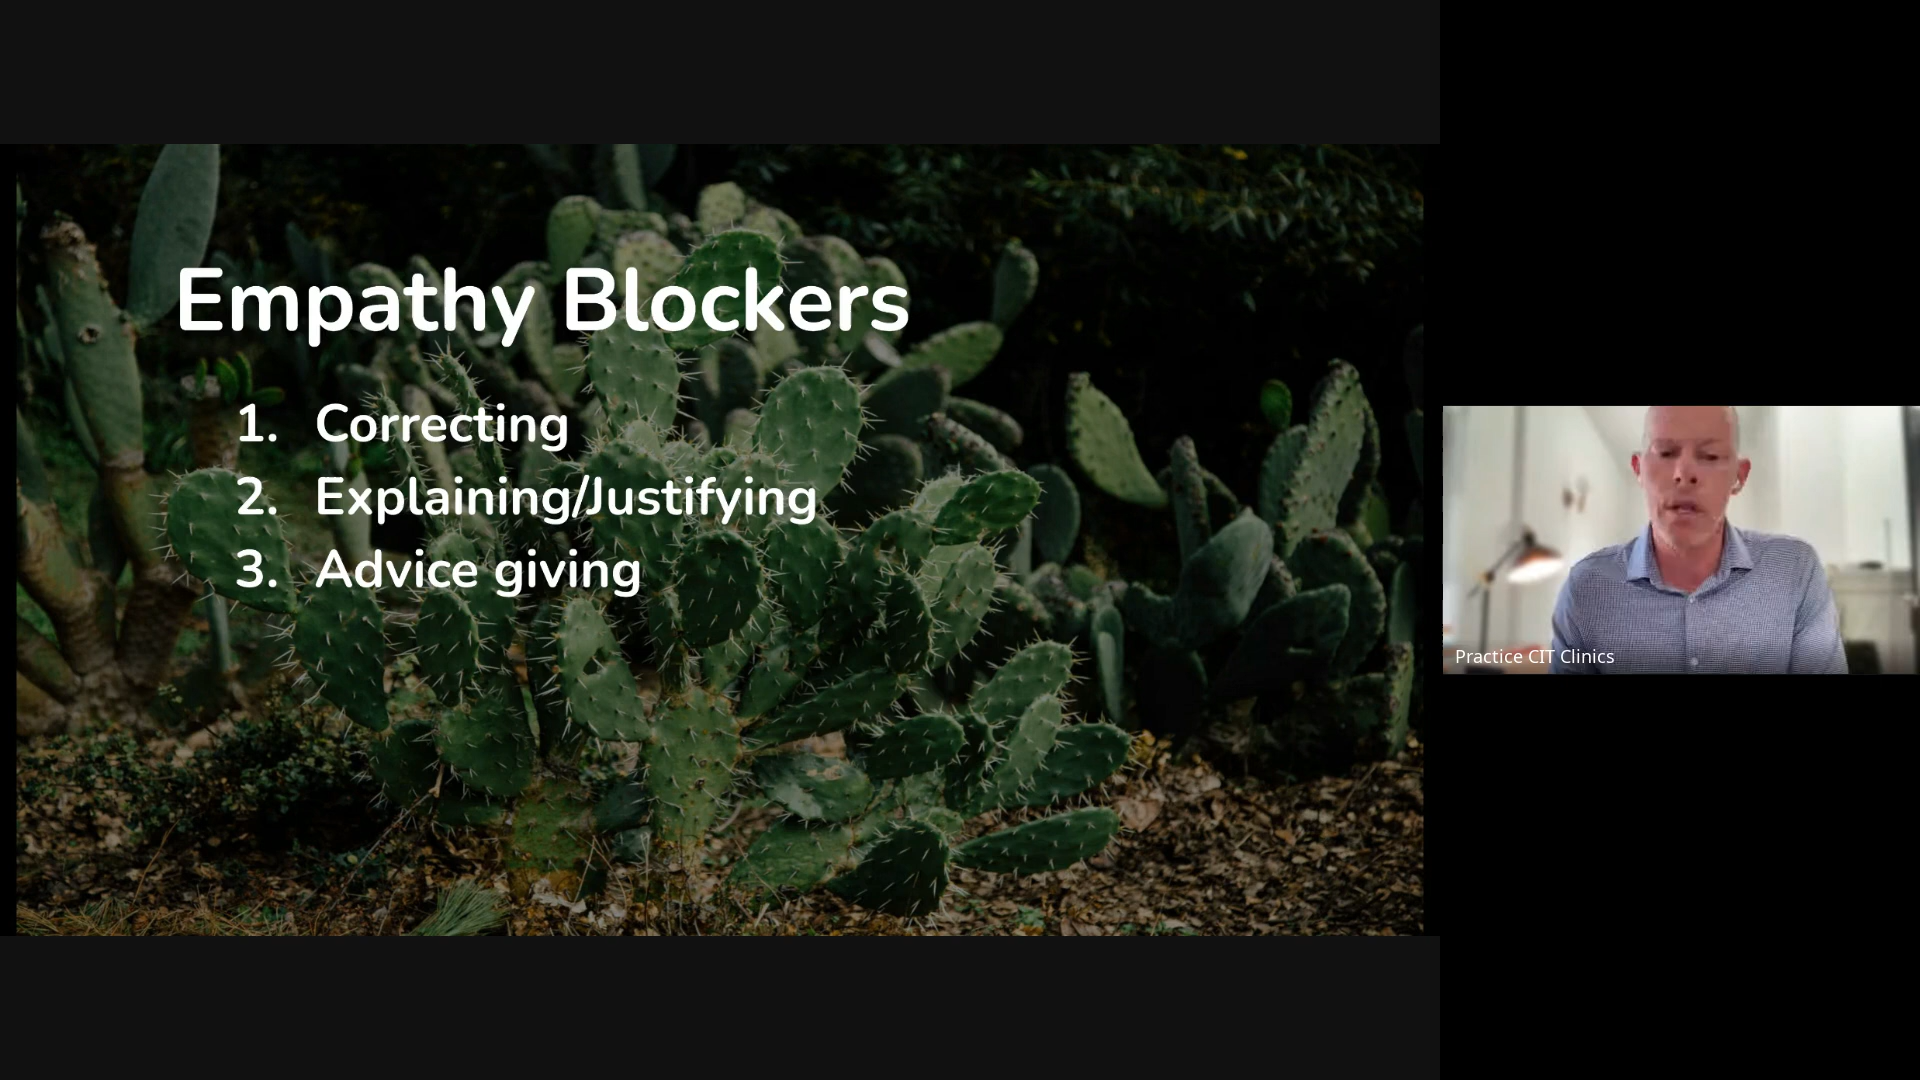 Empathy Blockers
1. Correcting
2. Explaining/Justifying
3. Advice giving
Practice CIT Clinics